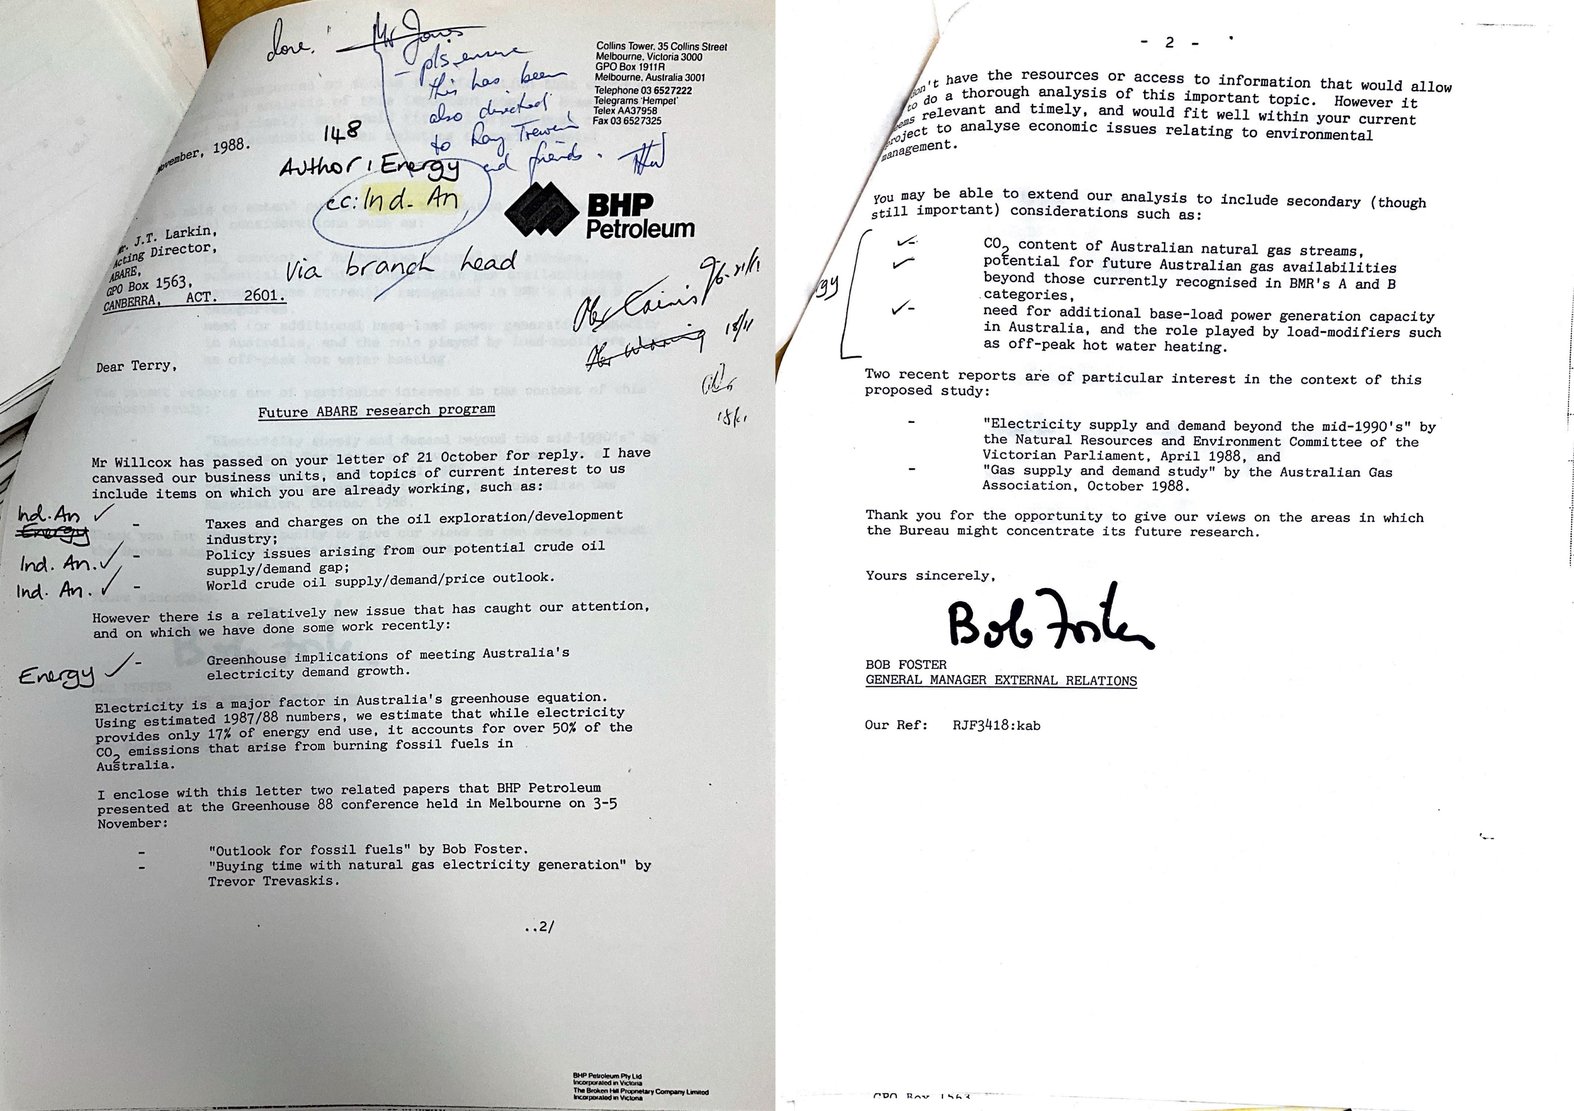 done.
Mr Jones
- pls ensure
this has been
also directed
to Ray Trewin
and friends.
Collins Tower, 35 Collins Street
Melbourne, Victoria 3000
GPO Box 1911R
Melbourne, Australia 3001
Telephone 03 6527222
Telegrams 'Hempel'
Telex AA37958
Fax 03 6527325
148
Author: Energy
cc: Ind. An
via branch head
BHP
Petroleum
ovember, 1988.
J.T. Larkin,
Acting Director,
ABARE,
GPO Box 1563,
CANBERRA, ACT. 2601.
21/11
18/11
Dear Terry,
Future ABARE research program
Mr Willcox has passed on your letter of 21 October for reply. I have
canvassed our business units, and topics of current interest to us
include items on which you are already working, such as:
Ind. An ✓
Energy
- Taxes and charges on the oil exploration/development
industry;
Ind. An. ✓ - Policy issues arising from our potential crude oil
supply/demand gap;
Ind. An. ✓ - World crude oil supply/demand/price outlook.
However there is a relatively new issue that has caught our attention,
and on which we have done some work recently:
Energy ✓ - Greenhouse implications of meeting Australia's
electricity demand growth.
Electricity is a major factor in Australia's greenhouse equation.
Using estimated 1987/88 numbers, we estimate that while electricity
provides only 17% of energy end use, it accounts for over 50% of the
CO2 emissions that arise from burning fossil fuels in
Australia.
I enclose with this letter two related papers that BHP Petroleum
presented at the Greenhouse 88 conference held in Melbourne on 3-5
November:
- "Outlook for fossil fuels" by Bob Foster.
- "Buying time with natural gas electricity generation" by
Trevor Trevaskis.
..2/
BHP Petroleum Pty Ltd
Incorporated in Victoria
The Broken Hill Proprietary Company Limited
Incorporated in Victoria
- 2 -
on't have the resources or access to information that would allow
to do a thorough analysis of this important topic. However it
ems relevant and timely, and would fit well within your current
roject to analyse economic issues relating to environmental
management.
You may be able to extend our analysis to include secondary (though
still important) considerations such as:
gy
✓- CO2 content of Australian natural gas streams,
✓ potential for future Australian gas availabilities
beyond those currently recognised in BMR's A and B
categories,
✓- need for additional base-load power generation capacity
in Australia, and the role played by load-modifiers such
as off-peak hot water heating.
Two recent reports are of particular interest in the context of this
proposed study:
- "Electricity supply and demand beyond the mid-1990's" by
the Natural Resources and Environment Committee of the
Victorian Parliament, April 1988, and
- "Gas supply and demand study" by the Australian Gas
Association, October 1988.
Thank you for the opportunity to give our views on the areas in which
the Bureau might concentrate its future research.
Yours sincerely,
Bob Foster
BOB FOSTER
GENERAL MANAGER EXTERNAL RELATIONS
Our Ref: RJF3418:kab
GPO Box 1563